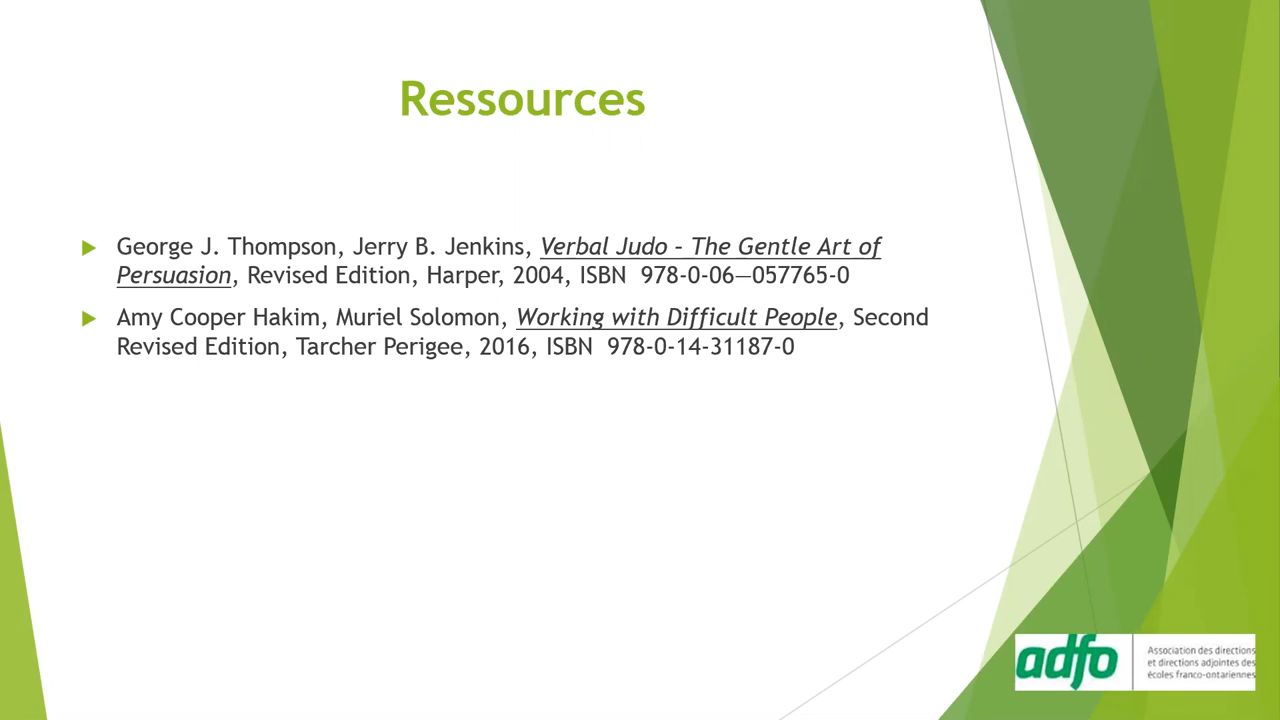 Ressources
George J. Thompson, Jerry B. Jenkins, Verbal Judo – The Gentle Art of
Persuasion, Revised Edition, Harper, 2004, ISBN 978-0-06—057765-0
Amy Cooper Hakim, Muriel Solomon, Working with Difficult People, Second
Revised Edition, Tarcher Perigee, 2016, ISBN 978-0-14-31187-0
adfo
Association des directions
et directions adjointes des
écoles franco-ontariennes